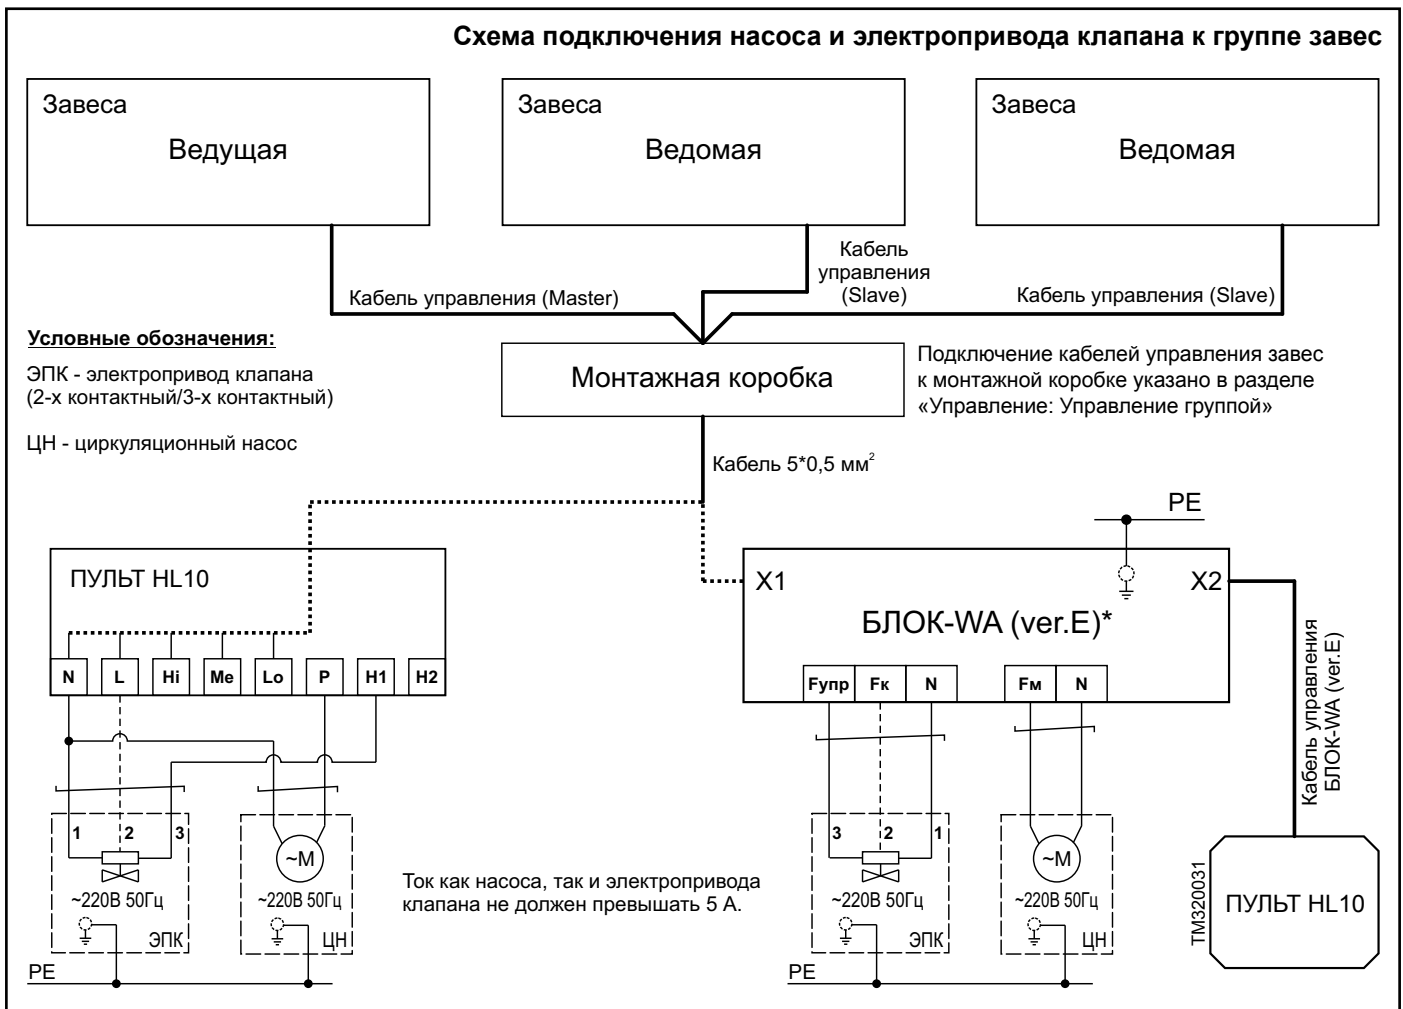 Схема подключения насоса и электропривода клапана к группе завес
Завеса
Ведущая
Завеса
Ведомая
Завеса
Ведомая
Кабель управления (Master)
Кабель
управления
(Slave)
Кабель управления (Slave)
Условные обозначения:
ЭПК - электропривод клапана
(2-х контактный/3-х контактный)
ЦН - циркуляционный насос
Монтажная коробка
Подключение кабелей управления завес
к монтажной коробке указано в разделе
«Управление: Управление группой»
Кабель 5*0,5 мм²
ПУЛЬТ HL10
N L Hi Me Lo P H1 H2
1 2 3
~220В 50Гц
ЭПК
~М
~220В 50Гц
ЦН
PE
Ток как насоса, так и электропривода
клапана не должен превышать 5 А.
PE
X1
X2
БЛОК-WA (ver.E)*
Fупр Fк N
Fм N
3 2 1
~220В 50Гц
ЭПК
~М
~220В 50Гц
ЦН
PE
Кабель управления
БЛОК-WA (ver.E)
TM320031
ПУЛЬТ HL10